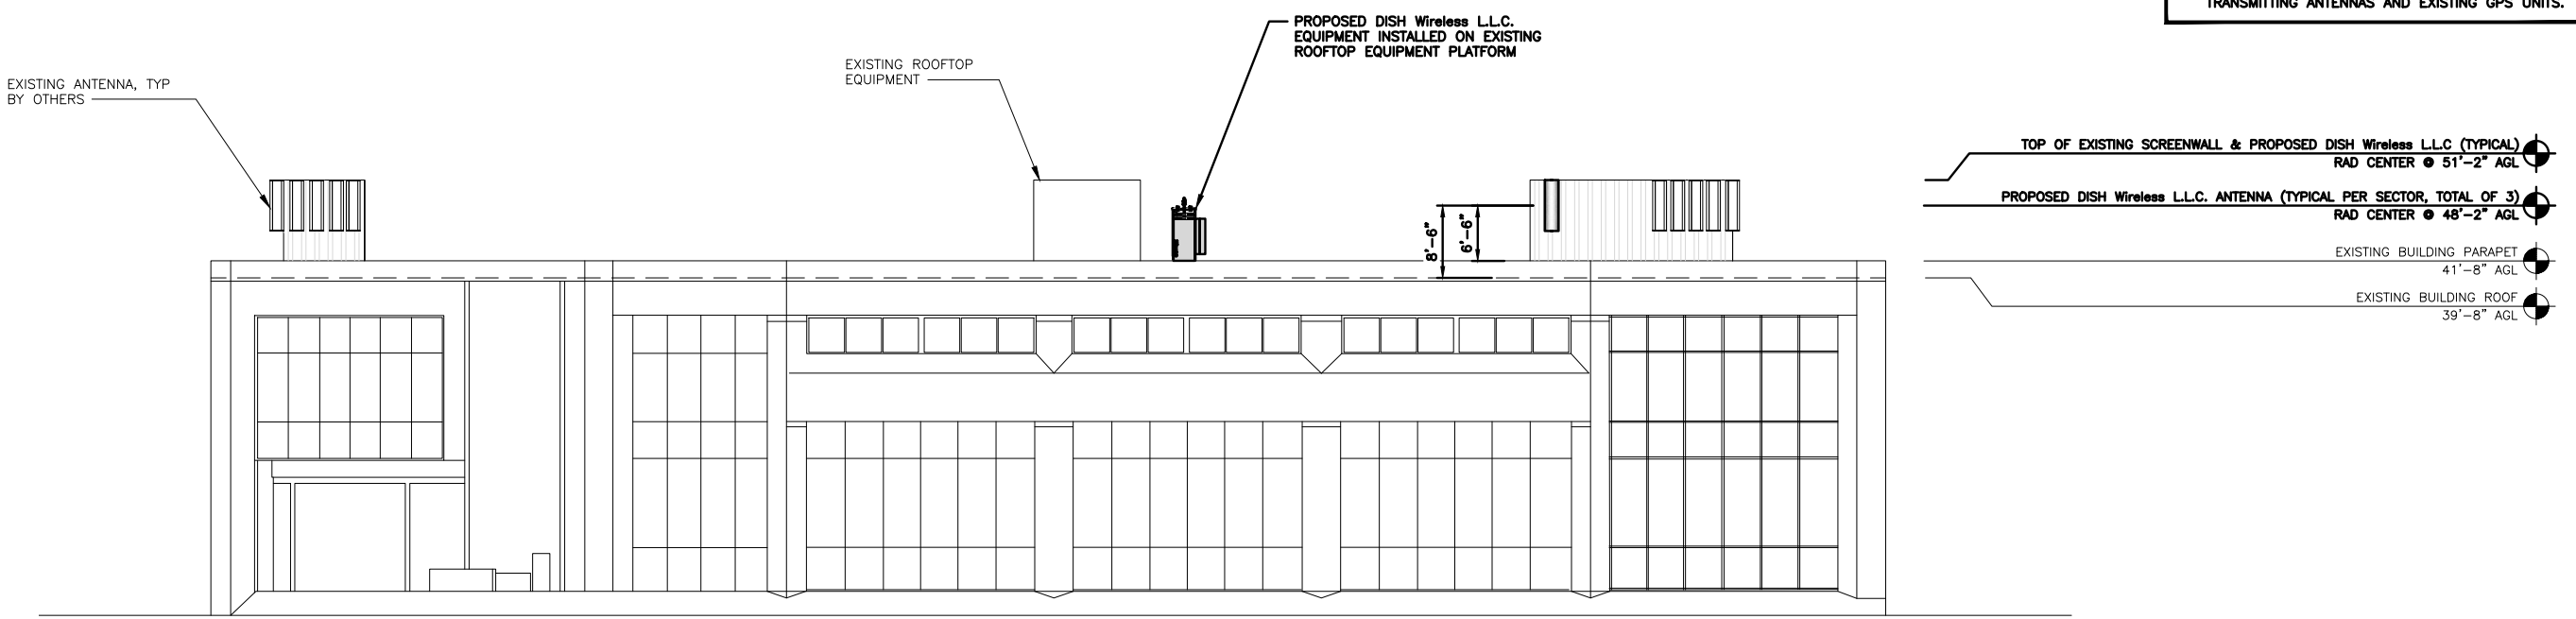 TRANSMITTING ANTENNAS AND EXISTING GPS UNITS.
PROPOSED DISH Wireless L.L.C.
EQUIPMENT INSTALLED ON EXISTING
ROOFTOP EQUIPMENT PLATFORM
EXISTING ROOFTOP
EQUIPMENT
EXISTING ANTENNA, TYP
BY OTHERS
TOP OF EXISTING SCREENWALL & PROPOSED DISH Wireless L.L.C (TYPICAL)
RAD CENTER @ 51'-2" AGL
PROPOSED DISH Wireless L.L.C. ANTENNA (TYPICAL PER SECTOR, TOTAL OF 3)
RAD CENTER @ 48'-2" AGL
8'-6"
6'-6"
EXISTING BUILDING PARAPET
41'-8" AGL
EXISTING BUILDING ROOF
39'-8" AGL